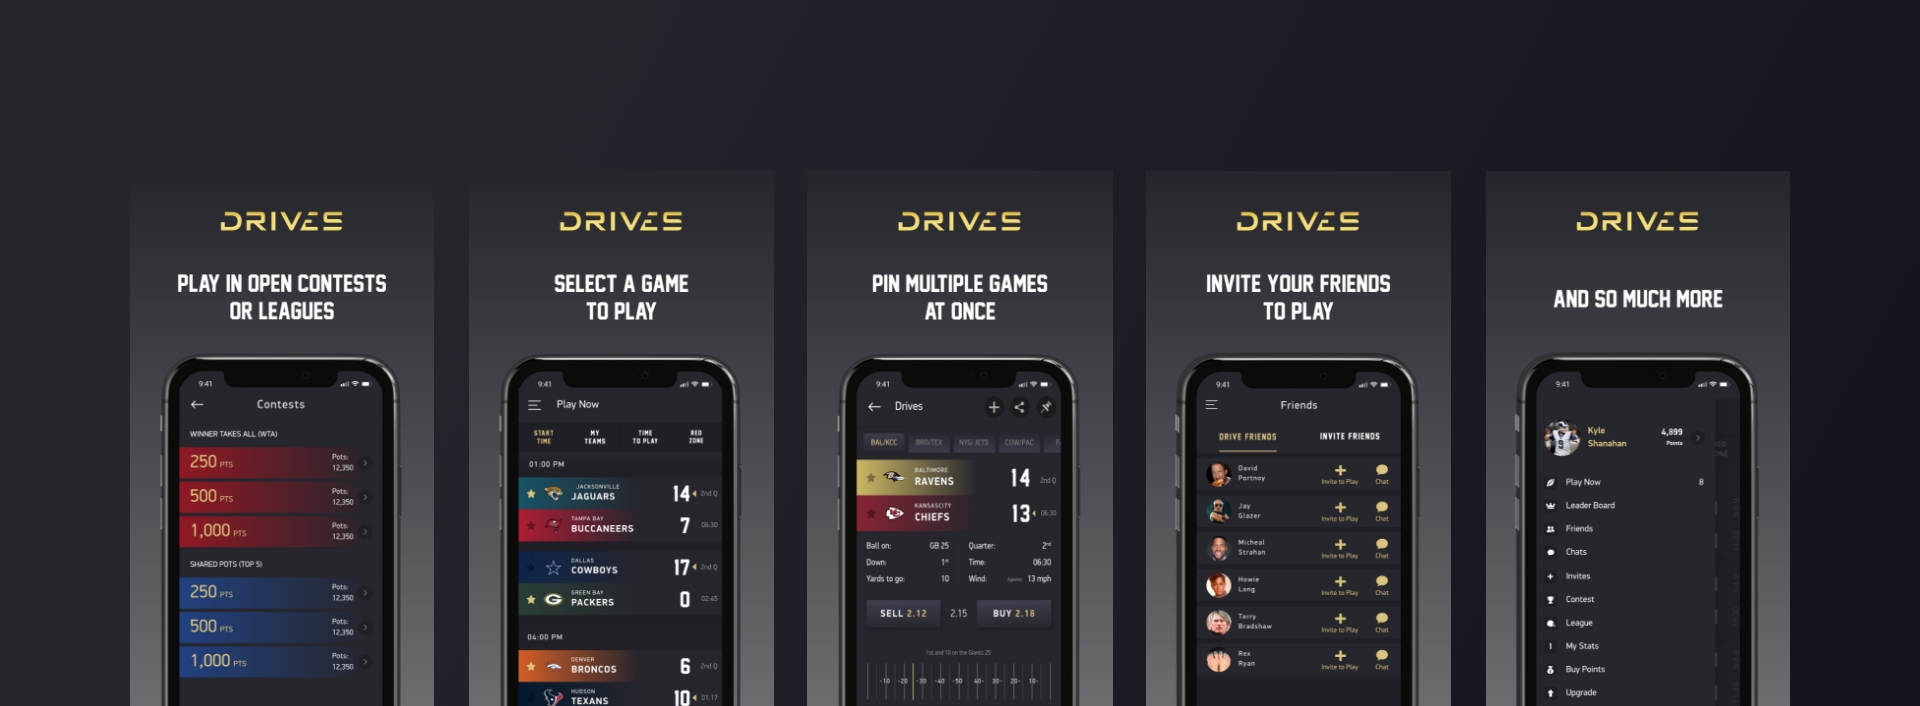 DRIVES
PLAY IN OPEN CONTESTS
OR LEAGUES
9:41
Contests
WINNER TAKES ALL (WTA)
250 PTS
Pots:
12,350
500 PTS
Pots:
12,350
1,000 PTS
Pots:
12,350
SHARED POTS (TOP 5)
250 PTS
Pots:
12,350
500 PTS
Pots:
12,350
1,000 PTS
Pots:
12,350
DRIVES
SELECT A GAME
TO PLAY
9:41
Play Now
START TIME
MY TEAMS
TIME TO PLAY
RED ZONE
01:00 PM
JACKSONVILLE
JAGUARS 14 2nd Q
TAMPA BAY
BUCCANEERS 7 06:30
DALLAS
COWBOYS 17 2nd Q
GREEN BAY
PACKERS 0 02:45
04:00 PM
DENVER
BRONCOS 6 2nd Q
HUDSON
TEXANS 10 01:17
DRIVES
PIN MULTIPLE GAMES
AT ONCE
9:41
Drives
BAL/KCC BRO/TEX NYG/JETS COW/PAC
BALTIMORE
RAVENS 14 2nd Q
KANSASCITY
CHIEFS 13 06:30
Ball on: GB 25 Quarter: 2nd
Down: 1st Time: 06:30
Yards to go: 10 Wind: Against 13 mph
SELL 2.12 2.15 BUY 2.18
1st and 10 on the Giants 25
-10 -20 -30 -40 -50 40- 30- 20- 10-
DRIVES
INVITE YOUR FRIENDS
TO PLAY
9:41
Friends
DRIVE FRIENDS INVITE FRIENDS
David
Portnoy
Invite to Play Chat
Jay
Glazer
Invite to Play Chat
Micheal
Strahan
Invite to Play Chat
Howie
Long
Invite to Play Chat
Terry
Bradshaw
Invite to Play Chat
Rex
Ryan
Invite to Play Chat
DRIVES
AND SO MUCH MORE
9:41
Kyle
Shanahan
4,899
Points
Play Now 8
Leader Board
Friends
Chats
Invites
Contest
League
My Stats
Buy Points
Upgrade